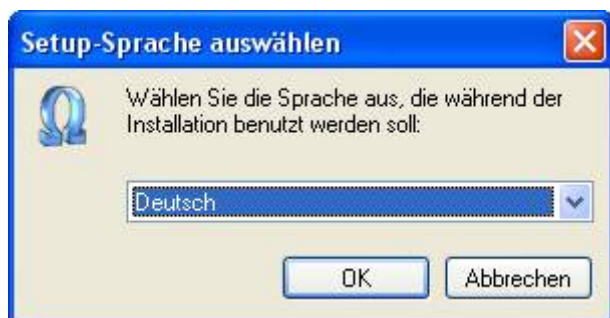 Setup-Sprache auswählen
Wählen Sie die Sprache aus, die während der
Installation benutzt werden soll:
Deutsch
OK
Abbrechen